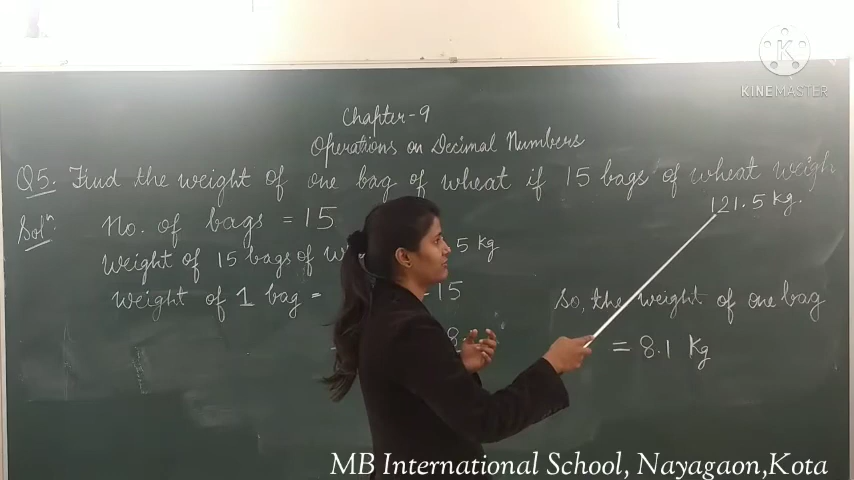 KINEMASTER
Chapter-9
Operations on Decimal Numbers
Q5. Find the weight of one bag of wheat if 15 bags of wheat weigh
121.5 kg.
Solⁿ: No. of bags = 15
Weight of 15 bags of 5 kg
Weight of 1 bag = 15
So, the weight of one bag
= 8.1 Kg
MB International School, Nayagaon,Kota